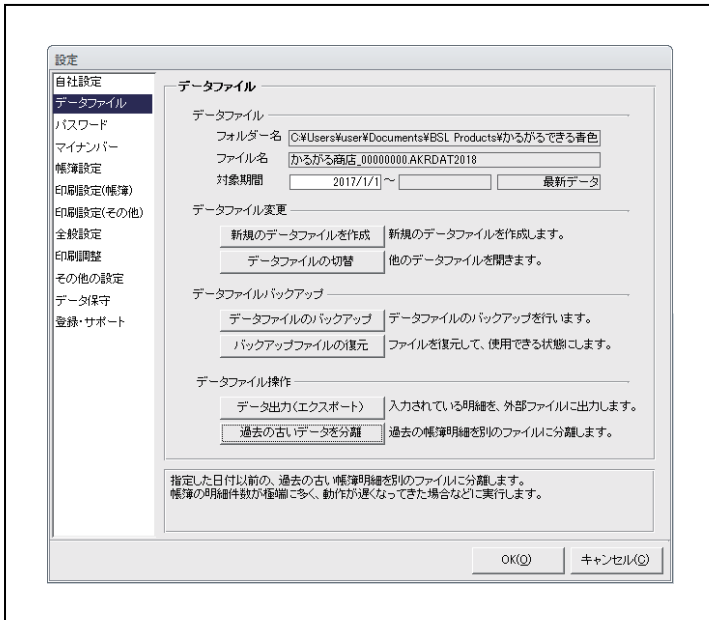 設定
自社設定
データファイル
パスワード
マイナンバー
帳簿設定
印刷設定(帳簿)
印刷設定(その他)
全般設定
印刷調整
その他の設定
データ保守
登録・サポート
データファイル
データファイル
フォルダー名 C:¥Users¥user¥Documents¥BSL Products¥かるがるできる青色
ファイル名 かるがる商店_00000000.AKRDAT2018
対象期間 2017/1/1 ～ 最新データ
データファイル変更
新規のデータファイルを作成 新規のデータファイルを作成します。
データファイルの切替 他のデータファイルを開きます。
データファイルバックアップ
データファイルのバックアップ データファイルのバックアップを行います。
バックアップファイルの復元 ファイルを復元して、使用できる状態にします。
データファイル操作
データ出力(エクスポート) 入力されている明細を、外部ファイルに出力します。
過去の古いデータを分離 過去の帳簿明細を別のファイルに分離します。
指定した日付以前の、過去の古い帳簿明細を別のファイルに分離します。
帳簿の明細件数が極端に多く、動作が遅くなってきた場合などに実行します。
OK(O) キャンセル(C)